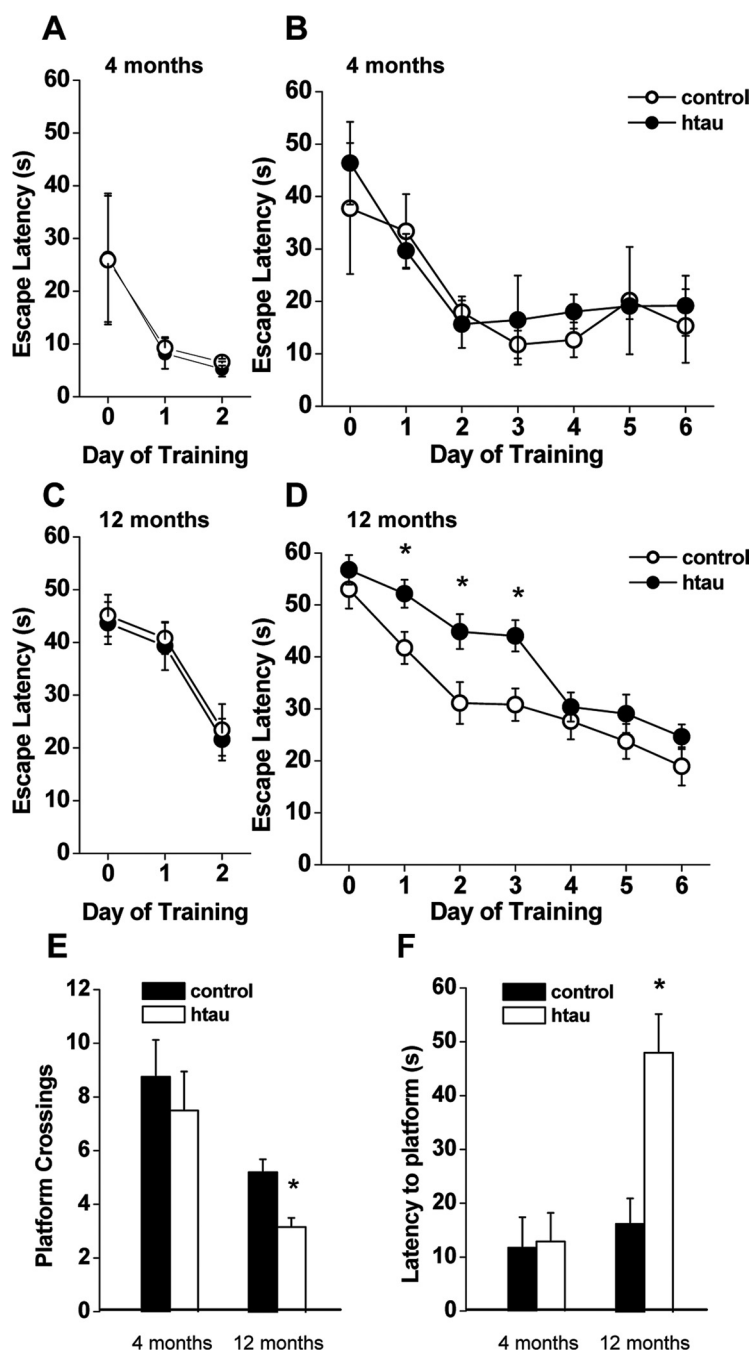 A
4 months
60
50
40
30
20
10
0
Escape Latency (s)
0 1 2
Day of Training
B
4 months
control
htau
60
50
40
30
20
10
0
Escape Latency (s)
0 1 2 3 4 5 6
Day of Training
C
12 months
60
50
40
30
20
10
0
Escape Latency (s)
0 1 2
Day of Training
D
12 months
control
htau
* * *
60
50
40
30
20
10
0
Escape Latency (s)
0 1 2 3 4 5 6
Day of Training
E
control
htau
12
10
8
6
4
2
0
Platform Crossings
*
4 months 12 months
F
control
htau
60
50
40
30
20
10
0
Latency to platform (s)
*
4 months 12 months